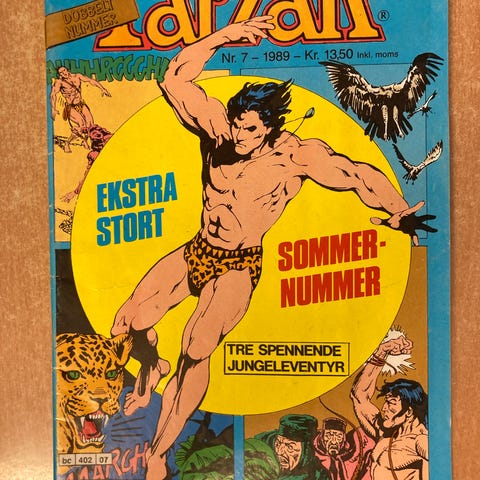 DOBBELT
NUMMER
Tarzan®
Nr. 7 – 1989 – Kr. 13,50 Inkl. moms
EKSTRA
STORT
SOMMER-
NUMMER
TRE SPENNENDE
JUNGELEVENTYR
bc 402 07